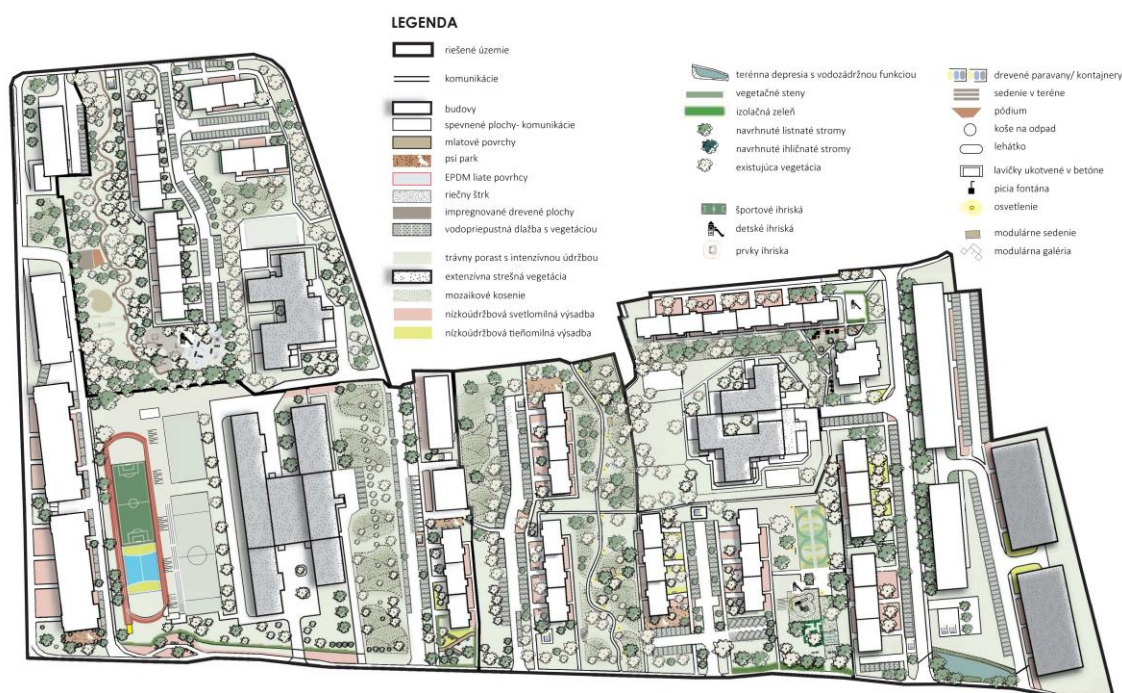 LEGENDA
riešené územie
komunikácie
budovy
spevnené plochy- komunikácie
mlatové povrchy
psí park
EPDM liate povrhcy
riečny štrk
impregnované drevené plochy
vodopriepustná dlažba s vegetáciou
trávny porast s intenzívnou údržbou
extenzívna strešná vegetácia
mozaikové kosenie
nízkoúdržbová svetlomilná výsadba
nízkoúdržbová tieňomilná výsadba
terénna depresia s vodozádržnou funkciou
vegetačné steny
izolačná zeleň
navrhnuté listnaté stromy
navrhnuté ihličnaté stromy
existujúca vegetácia
športové ihriská
detské ihriská
prvky ihriska
drevené paravany/ kontajnery
sedenie v teréne
pódium
koše na odpad
lehátko
lavičky ukotvené v betóne
picia fontána
osvetlenie
modulárne sedenie
modulárna galéria